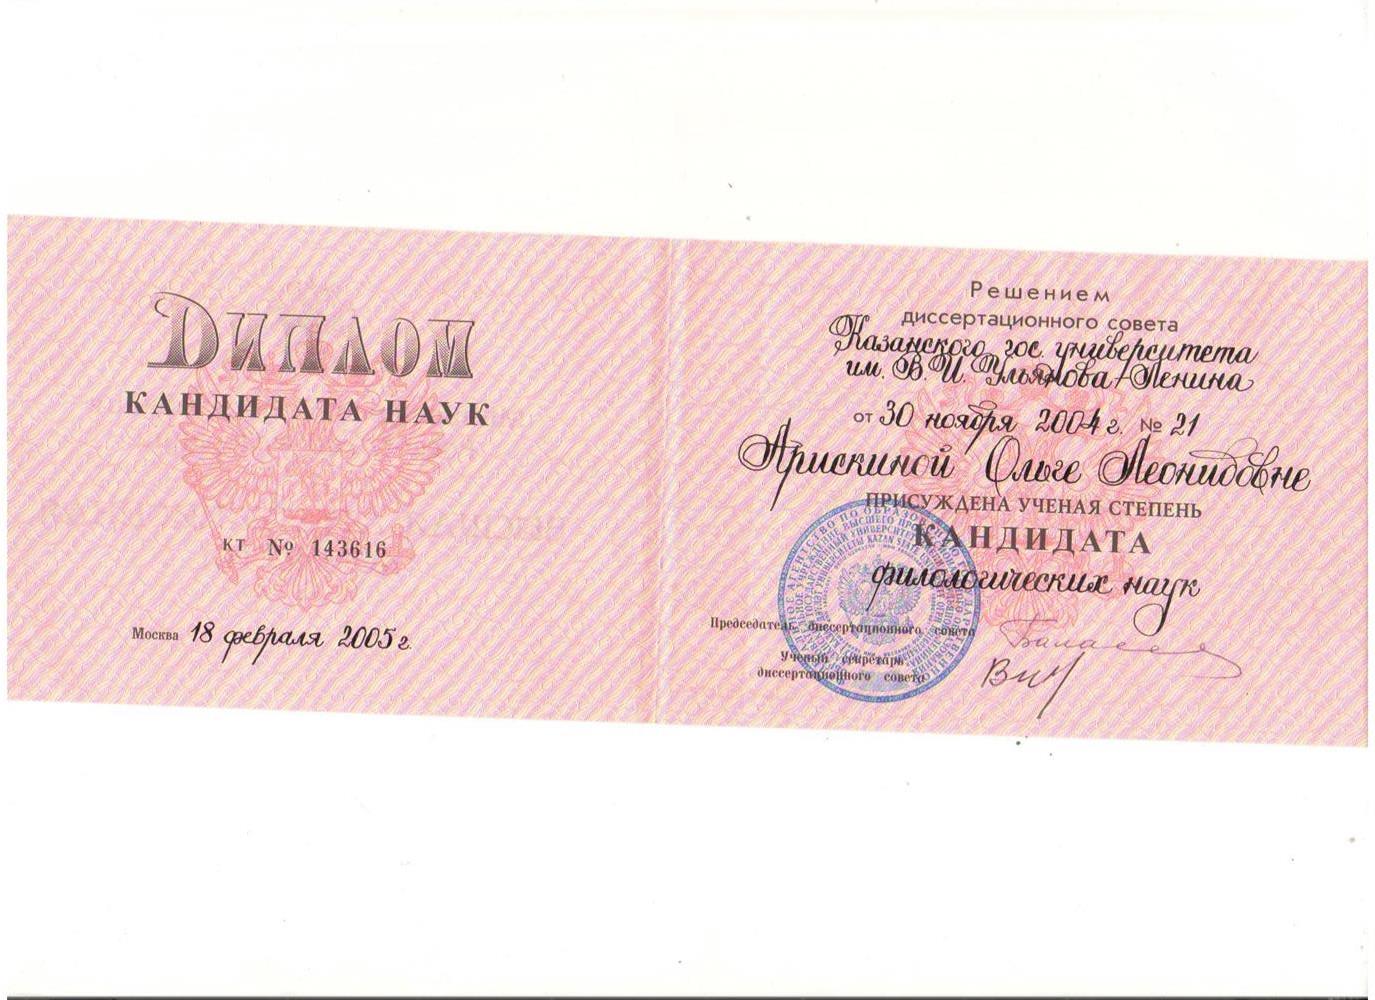 Диплом
КАНДИДАТА НАУК
КТ № 143616
Москва 18 февраля 2005 г.
Решением
диссертационного совета
Казанского гос. университета
им. В. И. Ульянова-Ленина
от 30 ноября 2004 г. № 21
Арискиной Ольге Леонидовне
ПРИСУЖДЕНА УЧЕНАЯ СТЕПЕНЬ
КАНДИДАТА
филологических наук
Председатель диссертационного совета
Ученый секретарь
диссертационного совета